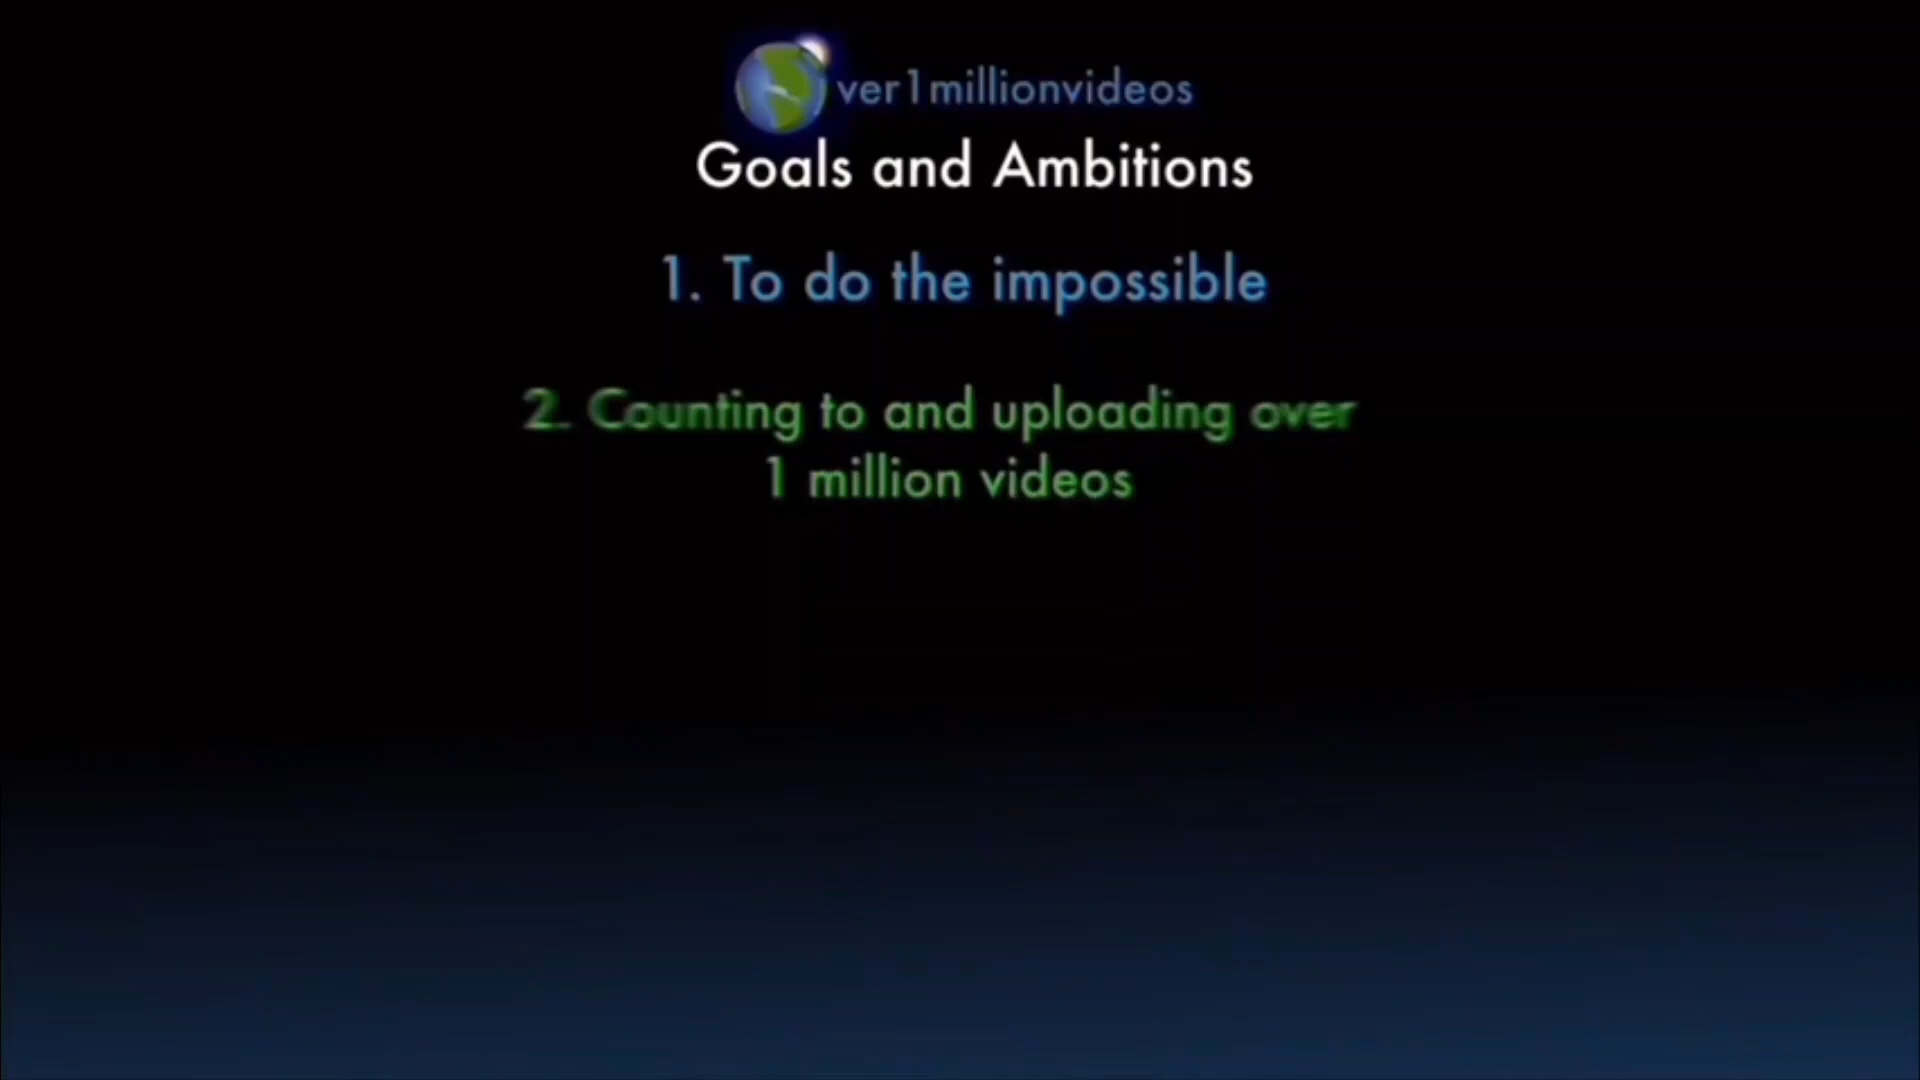 ver1millionvideos
Goals and Ambitions
1. To do the impossible
2. Counting to and uploading over
1 million videos